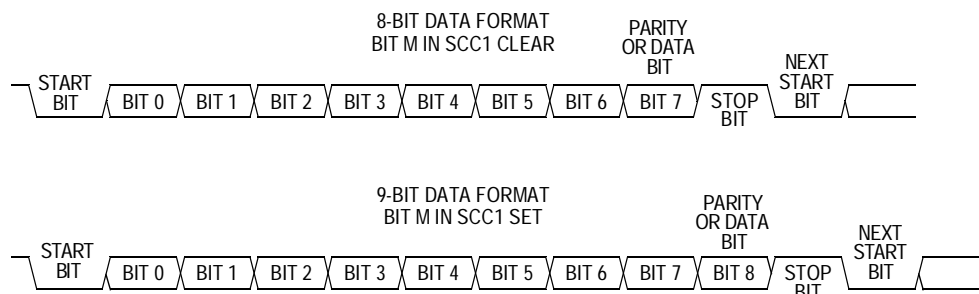 8-BIT DATA FORMAT
BIT M IN SCC1 CLEAR
PARITY
OR DATA
BIT
START
BIT
BIT 0
BIT 1
BIT 2
BIT 3
BIT 4
BIT 5
BIT 6
BIT 7
STOP
BIT
NEXT
START
BIT
9-BIT DATA FORMAT
BIT M IN SCC1 SET
PARITY
OR DATA
BIT
START
BIT
BIT 0
BIT 1
BIT 2
BIT 3
BIT 4
BIT 5
BIT 6
BIT 7
BIT 8
STOP
BIT
NEXT
START
BIT